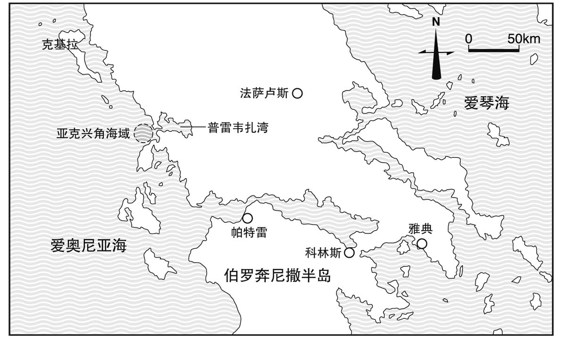 N
0 50km
克基拉
法萨卢斯
爱琴海
亚克兴角海域
普雷韦扎湾
帕特雷
雅典
爱奥尼亚海
科林斯
伯罗奔尼撒半岛